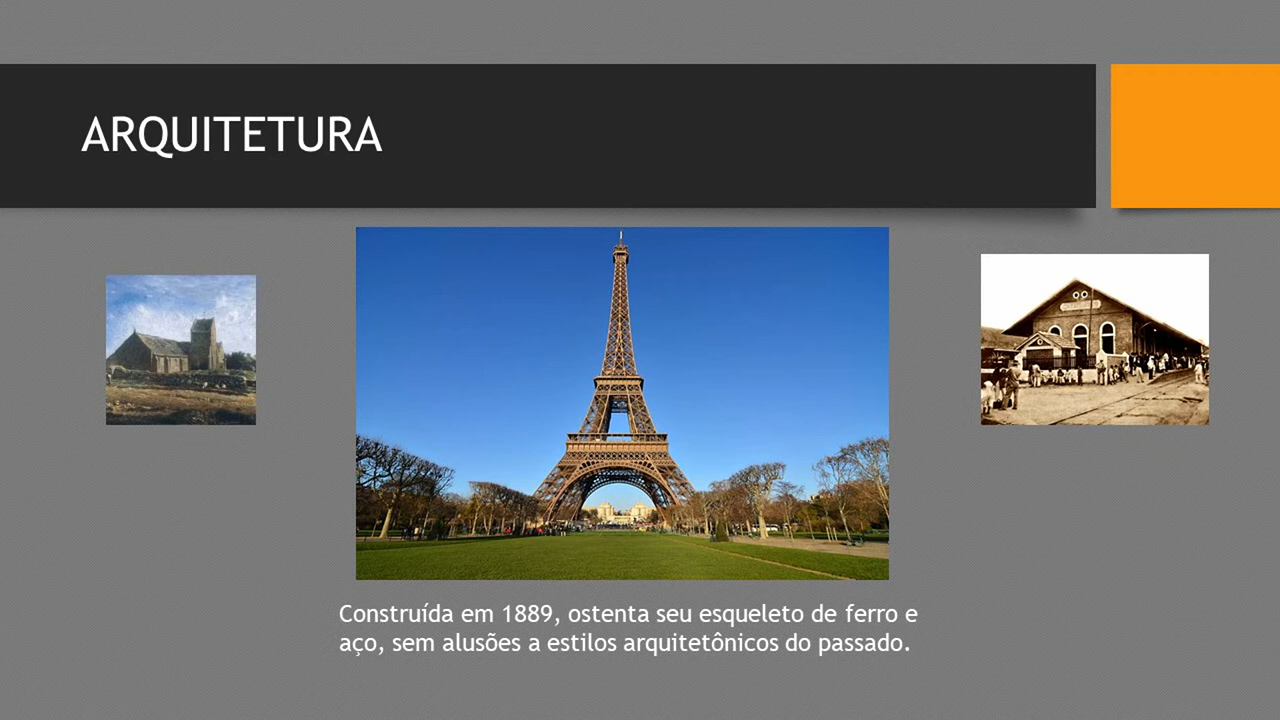 ARQUITETURA
Construída em 1889, ostenta seu esqueleto de ferro e
aço, sem alusões a estilos arquitetônicos do passado.